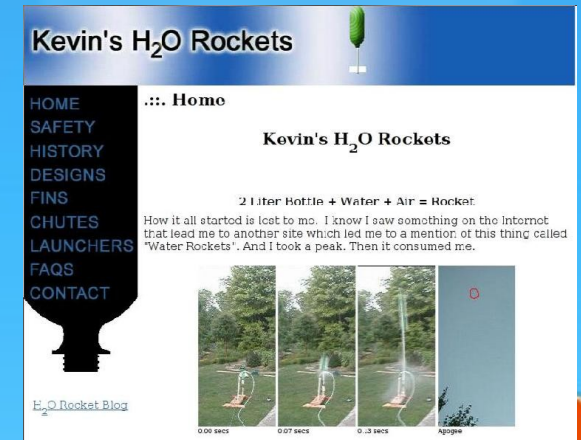 Kevin's H2O Rockets
HOME
SAFETY
HISTORY
DESIGNS
FINS
CHUTES
LAUNCHERS
FAQS
CONTACT
H2O Rocket Blog
.::. Home
Kevin's H2O Rockets
2 Liter Bottle + Water + Air = Rocket
How it all started is lost to me. I know I saw something on the Internet
that lead me to another site which led me to a mention of this thing called
"Water Rockets". And I took a peak. Then it consumed me.
0.00 secs
0.07 secs
0.13 secs
Apogee